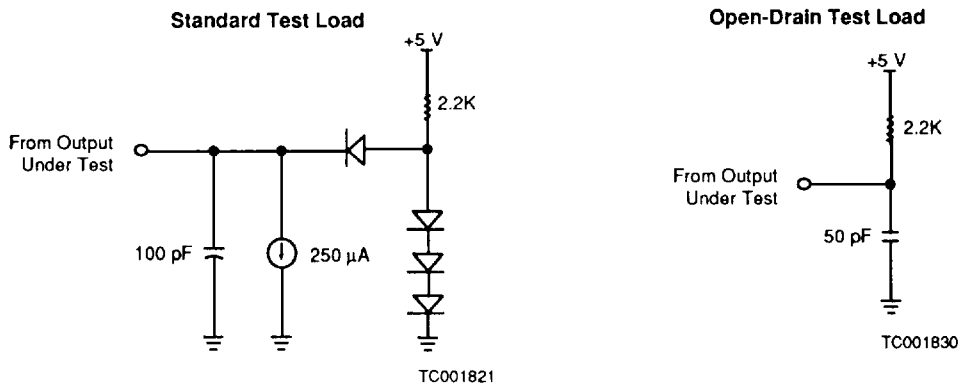 Standard Test Load
+5 V
2.2K
From Output
Under Test
100 pF
250 µA
TC001821
Open-Drain Test Load
+5 V
2.2K
From Output
Under Test
50 pF
TC001830